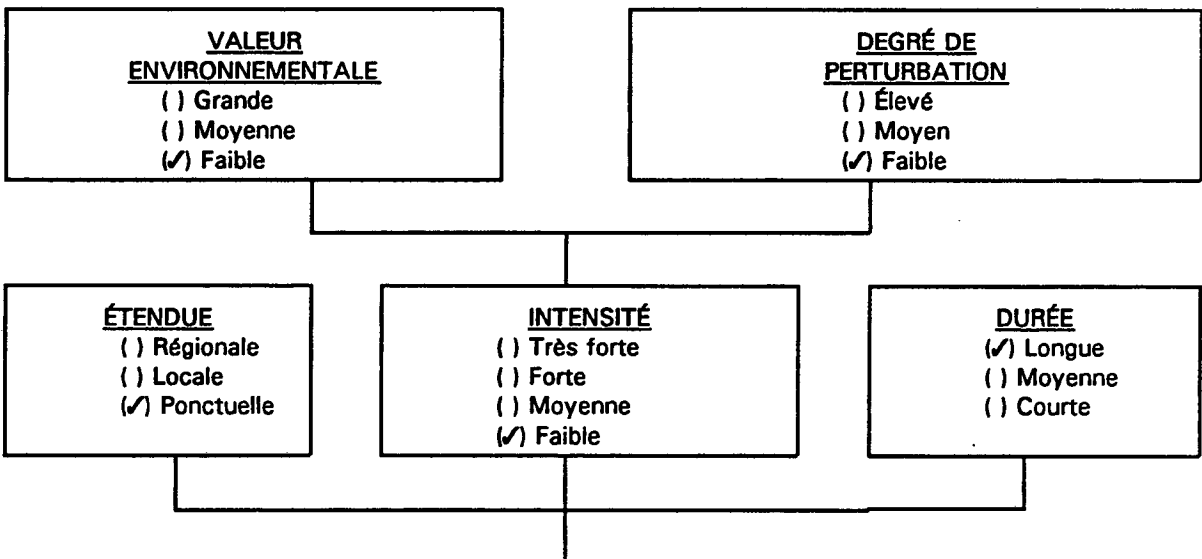 VALEUR
ENVIRONNEMENTALE
( ) Grande
( ) Moyenne
(✓) Faible
DEGRÉ DE
PERTURBATION
( ) Élevé
( ) Moyen
(✓) Faible
ÉTENDUE
( ) Régionale
( ) Locale
(✓) Ponctuelle
INTENSITÉ
( ) Très forte
( ) Forte
( ) Moyenne
(✓) Faible
DURÉE
(✓) Longue
( ) Moyenne
( ) Courte